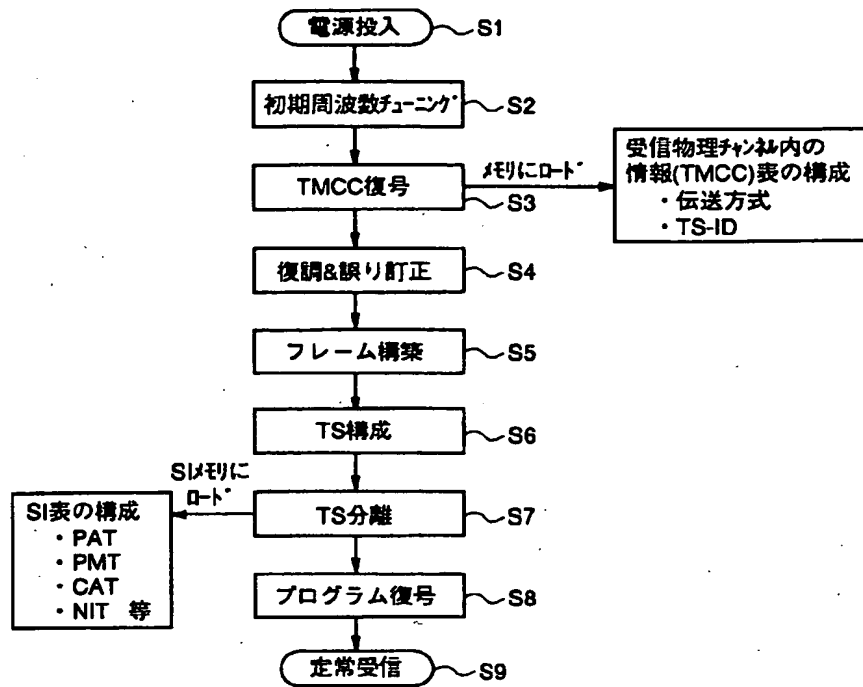 電源投入 S1
初期周波数ﾁｭｰﾆﾝｸﾞ S2
TMCC復号 S3
ﾒﾓﾘにﾛｰﾄﾞ
受信物理ﾁｬﾝﾈﾙ内の
情報(TMCC)表の構成
・伝送方式
・TS-ID
復調&誤り訂正 S4
フレーム構築 S5
TS構成 S6
SIﾒﾓﾘに
ﾛｰﾄﾞ
TS分離 S7
SI表の構成
・PAT
・PMT
・CAT
・NIT 等
プログラム復号 S8
定常受信 S9